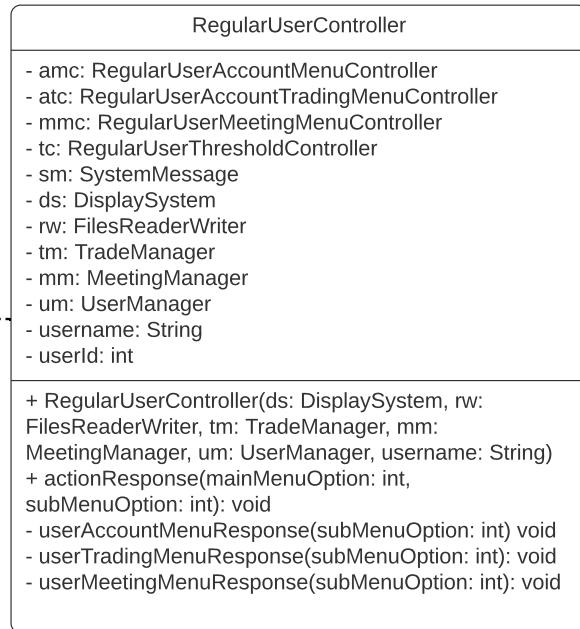 RegularUserController
- amc: RegularUserAccountMenuController
- atc: RegularUserAccountTradingMenuController
- mmc: RegularUserMeetingMenuController
- tc: RegularUserThresholdController
- sm: SystemMessage
- ds: DisplaySystem
- rw: FilesReaderWriter
- tm: TradeManager
- mm: MeetingManager
- um: UserManager
- username: String
- userId: int
+ RegularUserController(ds: DisplaySystem, rw:
FilesReaderWriter, tm: TradeManager, mm:
MeetingManager, um: UserManager, username: String)
+ actionResponse(mainMenuOption: int,
subMenuOption: int): void
- userAccountMenuResponse(subMenuOption: int) void
- userTradingMenuResponse(subMenuOption: int): void
- userMeetingMenuResponse(subMenuOption: int): void